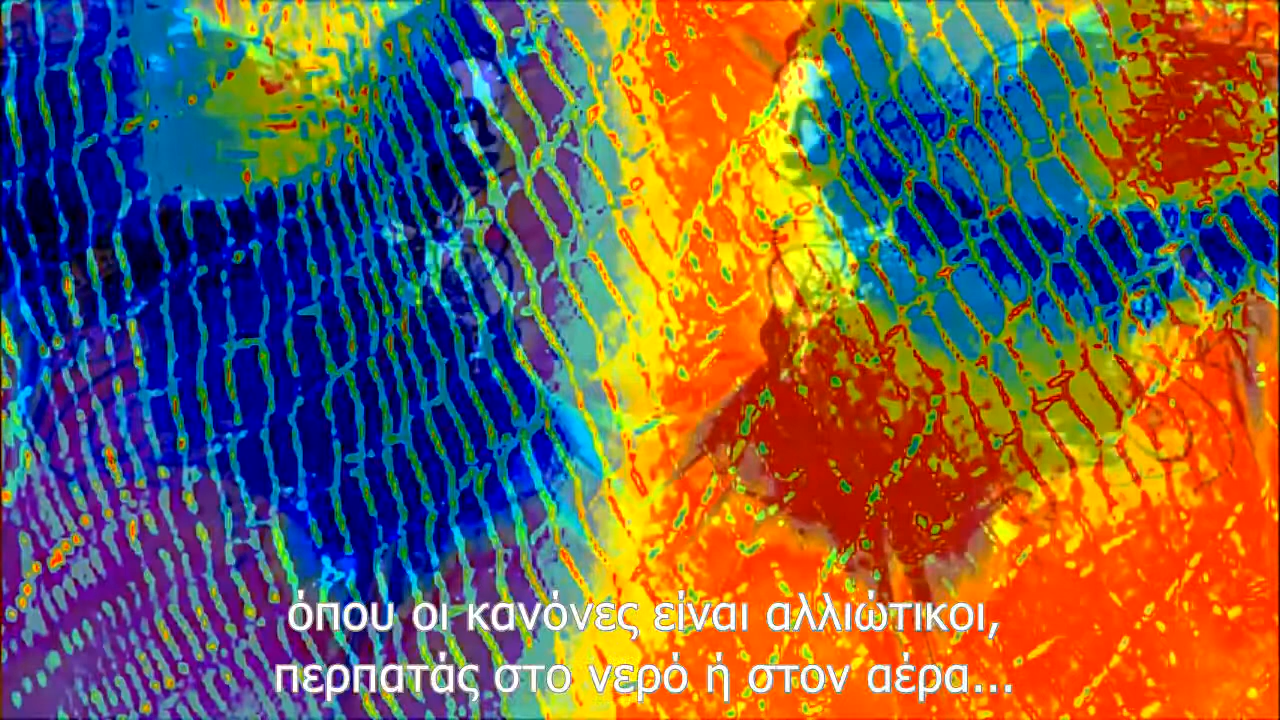 όπου οι κανόνες είναι αλλιώτικοι,
περπατάς στο νερό ή στον αέρα...